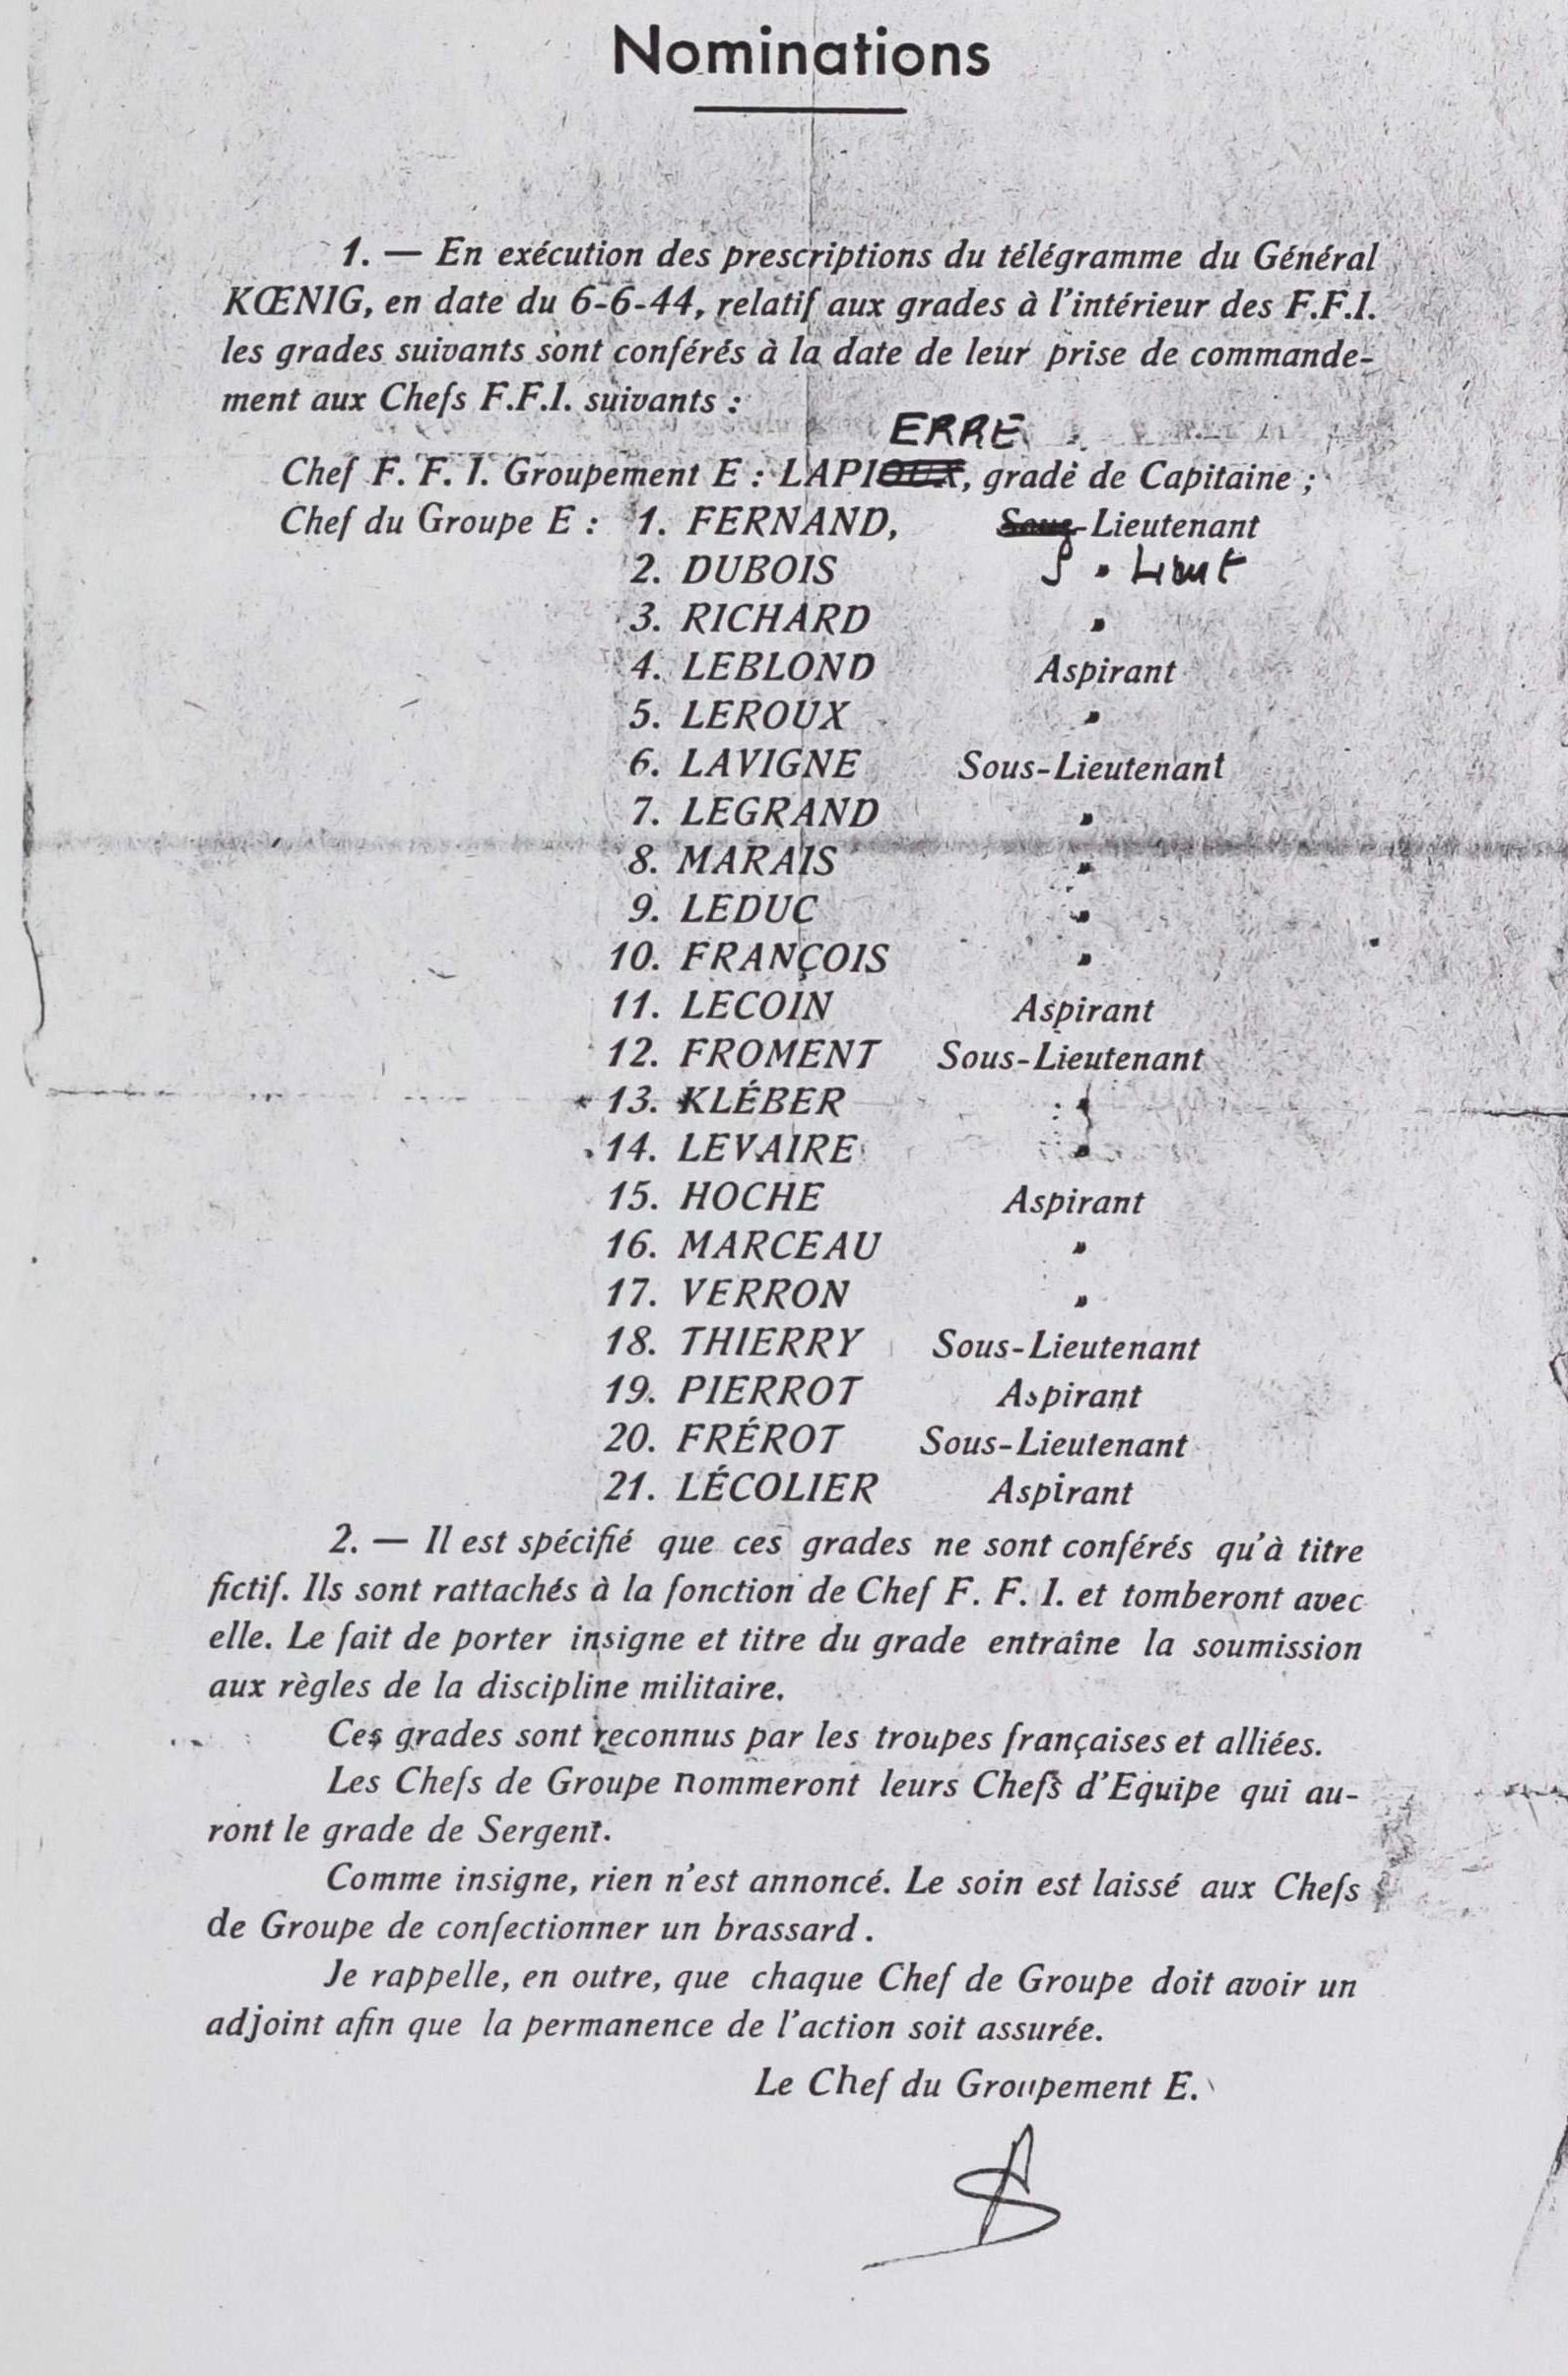 Nominations
1. — En exécution des prescriptions du télégramme du Général
KŒNIG, en date du 6-6-44, relatif aux grades à l'intérieur des F.F.I.
les grades suivants sont conférés à la date de leur prise de commande-
ment aux Chefs F.F.I. suivants :
ERRE
Chef F. F. I. Groupement E : LAPIOUX, grade de Capitaine ;
Chef du Groupe E : 1. FERNAND, Sous-Lieutenant
2. DUBOIS S. Lieut
3. RICHARD "
4. LEBLOND Aspirant
5. LEROUX "
6. LAVIGNE Sous-Lieutenant
7. LEGRAND "
8. MARAIS "
9. LEDUC "
10. FRANÇOIS "
11. LECOIN Aspirant
12. FROMENT Sous-Lieutenant
13. KLÉBER "
14. LEVAIRE "
15. HOCHE Aspirant
16. MARCEAU "
17. VERRON "
18. THIERRY Sous-Lieutenant
19. PIERROT Aspirant
20. FRÉROT Sous-Lieutenant
21. LÉCOLIER Aspirant
2. — Il est spécifié que ces grades ne sont conférés qu'à titre
fictif. Ils sont rattachés à la fonction de Chef F. F. I. et tomberont avec
elle. Le fait de porter insigne et titre du grade entraîne la soumission
aux règles de la discipline militaire.
Ces grades sont reconnus par les troupes françaises et alliées.
Les Chefs de Groupe nommeront leurs Chefs d'Equipe qui au-
ront le grade de Sergent.
Comme insigne, rien n'est annoncé. Le soin est laissé aux Chefs
de Groupe de confectionner un brassard.
Je rappelle, en outre, que chaque Chef de Groupe doit avoir un
adjoint afin que la permanence de l'action soit assurée.
Le Chef du Groupement E.